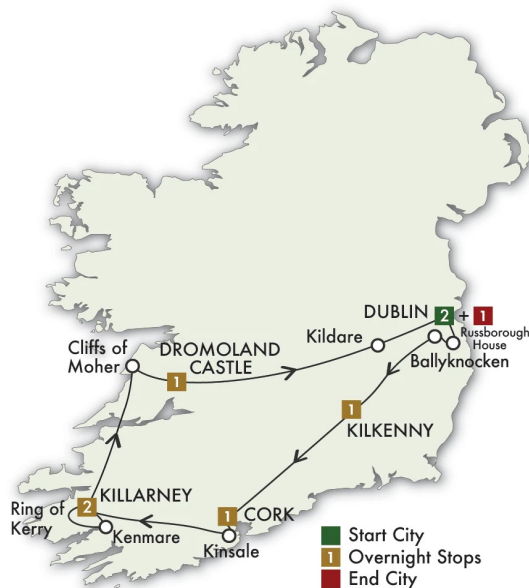 DUBLIN 2 + 1
Russborough
House
Kildare
Ballyknocken
Cliffs of
Moher
DROMOLAND
CASTLE
1
1
KILKENNY
2 KILLARNEY
Ring of
Kerry
Kenmare
1 CORK
Kinsale
Start City
1 Overnight Stops
End City